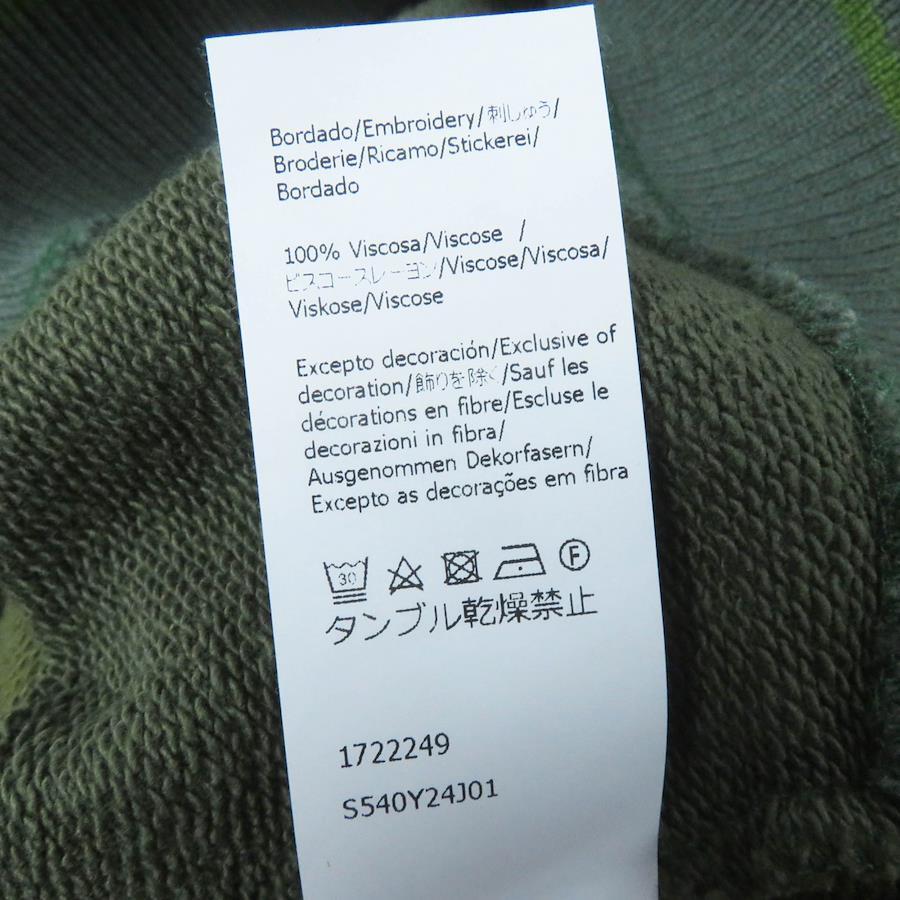 Bordado/Embroidery/刺しゅう/
Broderie/Ricamo/Stickerei/
Bordado
100% Viscosa/Viscose /
ビスコースレーヨン/Viscose/Viscosa/
Viskose/Viscose
Excepto decoración/Exclusive of
decoration/飾りを除く/Sauf les
décorations en fibre/Escluse le
decorazioni in fibra/
Ausgenommen Dekorfasern/
Excepto as decorações em fibra
30 F
タンブル乾燥禁止
1722249
S540Y24J01